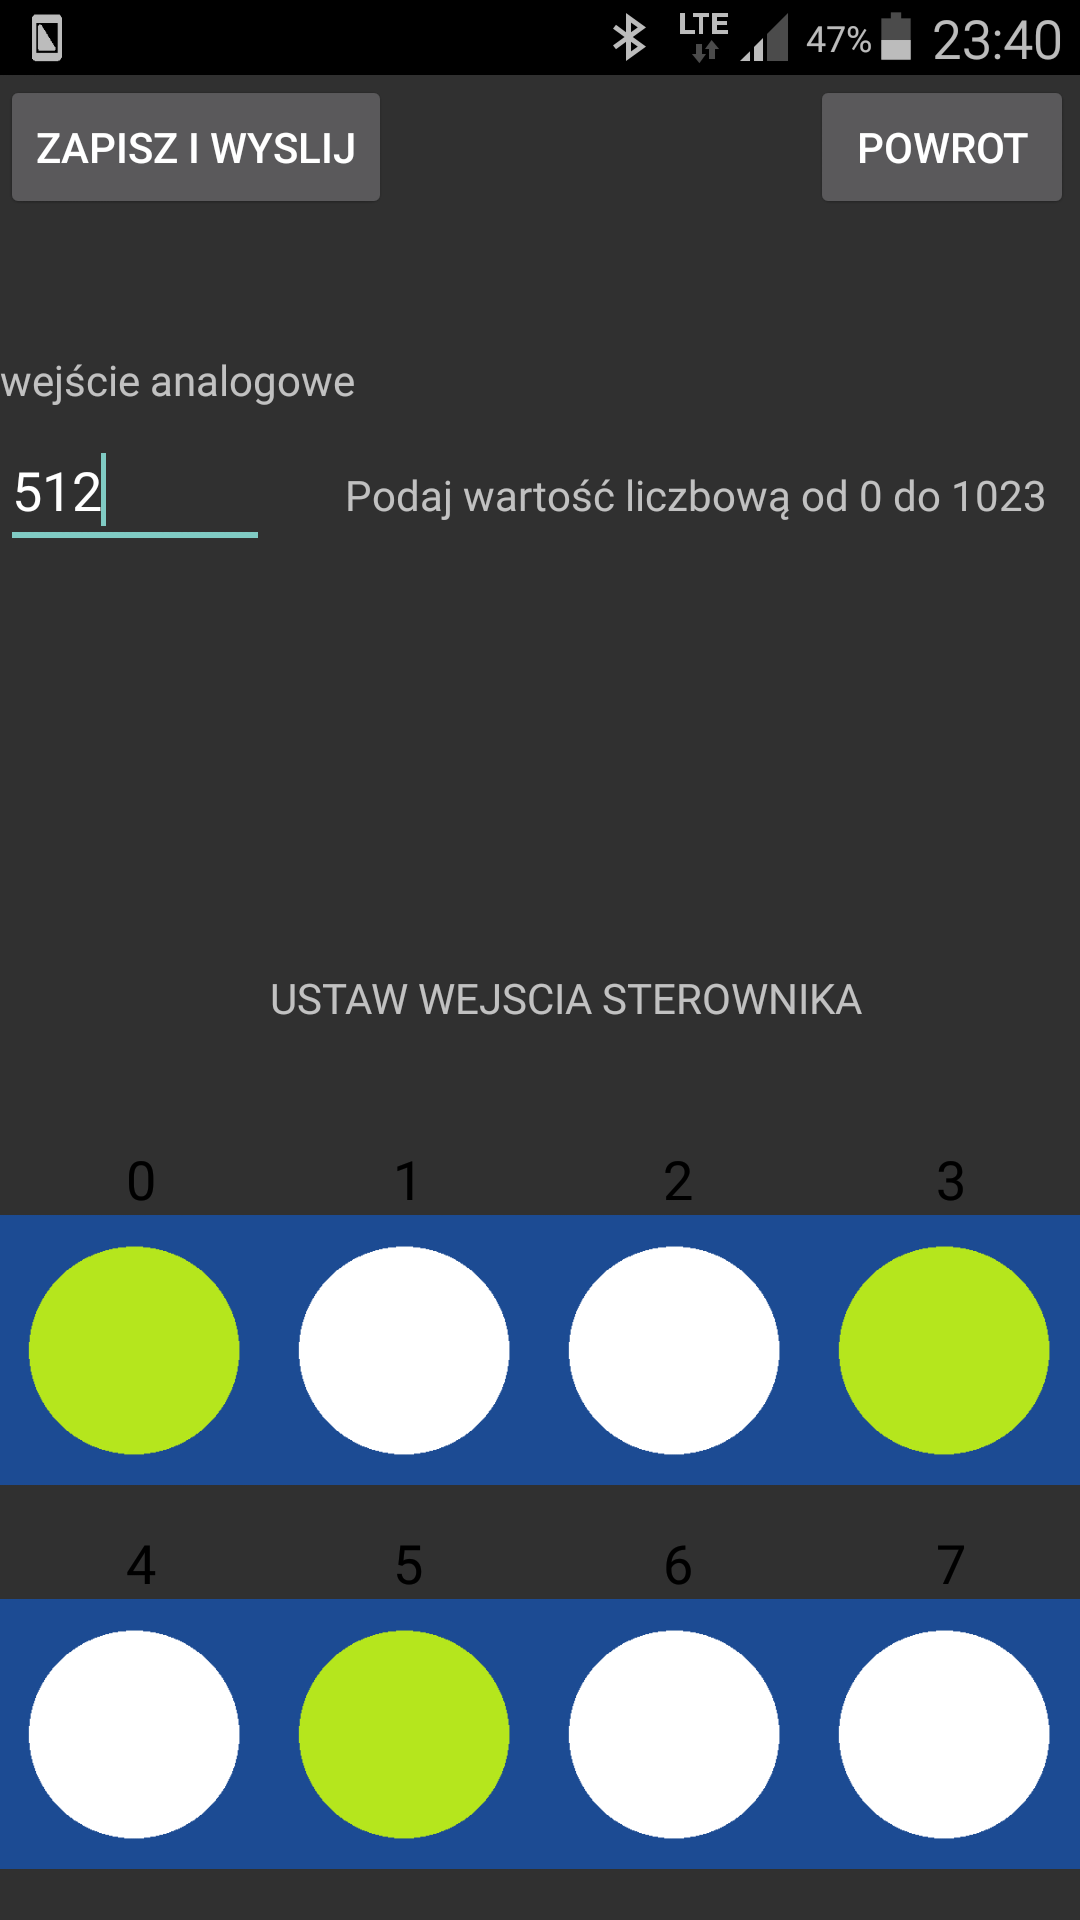 LTE 47% 23:40
ZAPISZ I WYSLIJ POWROT
wejście analogowe
512 Podaj wartość liczbową od 0 do 1023
USTAW WEJSCIA STEROWNIKA
0 1 2 3
4 5 6 7